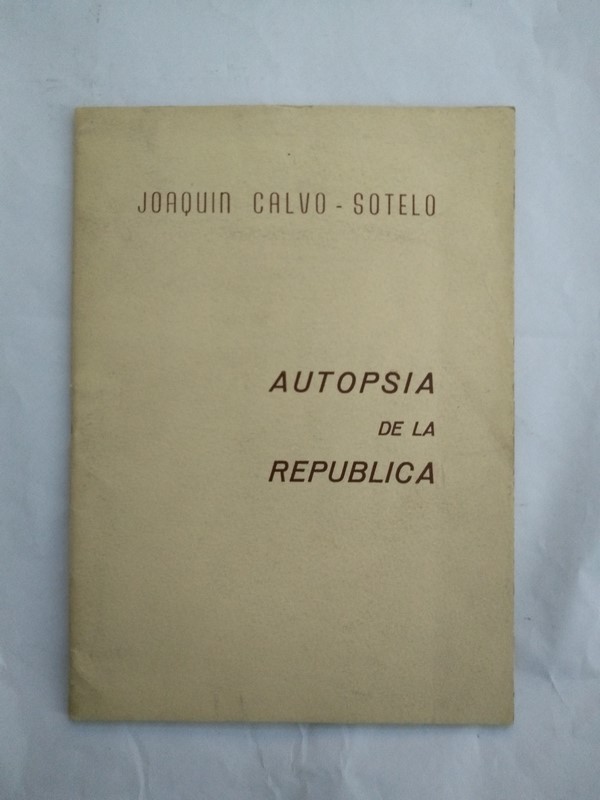 JOAQUIN CALVO - SOTELO
AUTOPSIA
DE LA
REPUBLICA